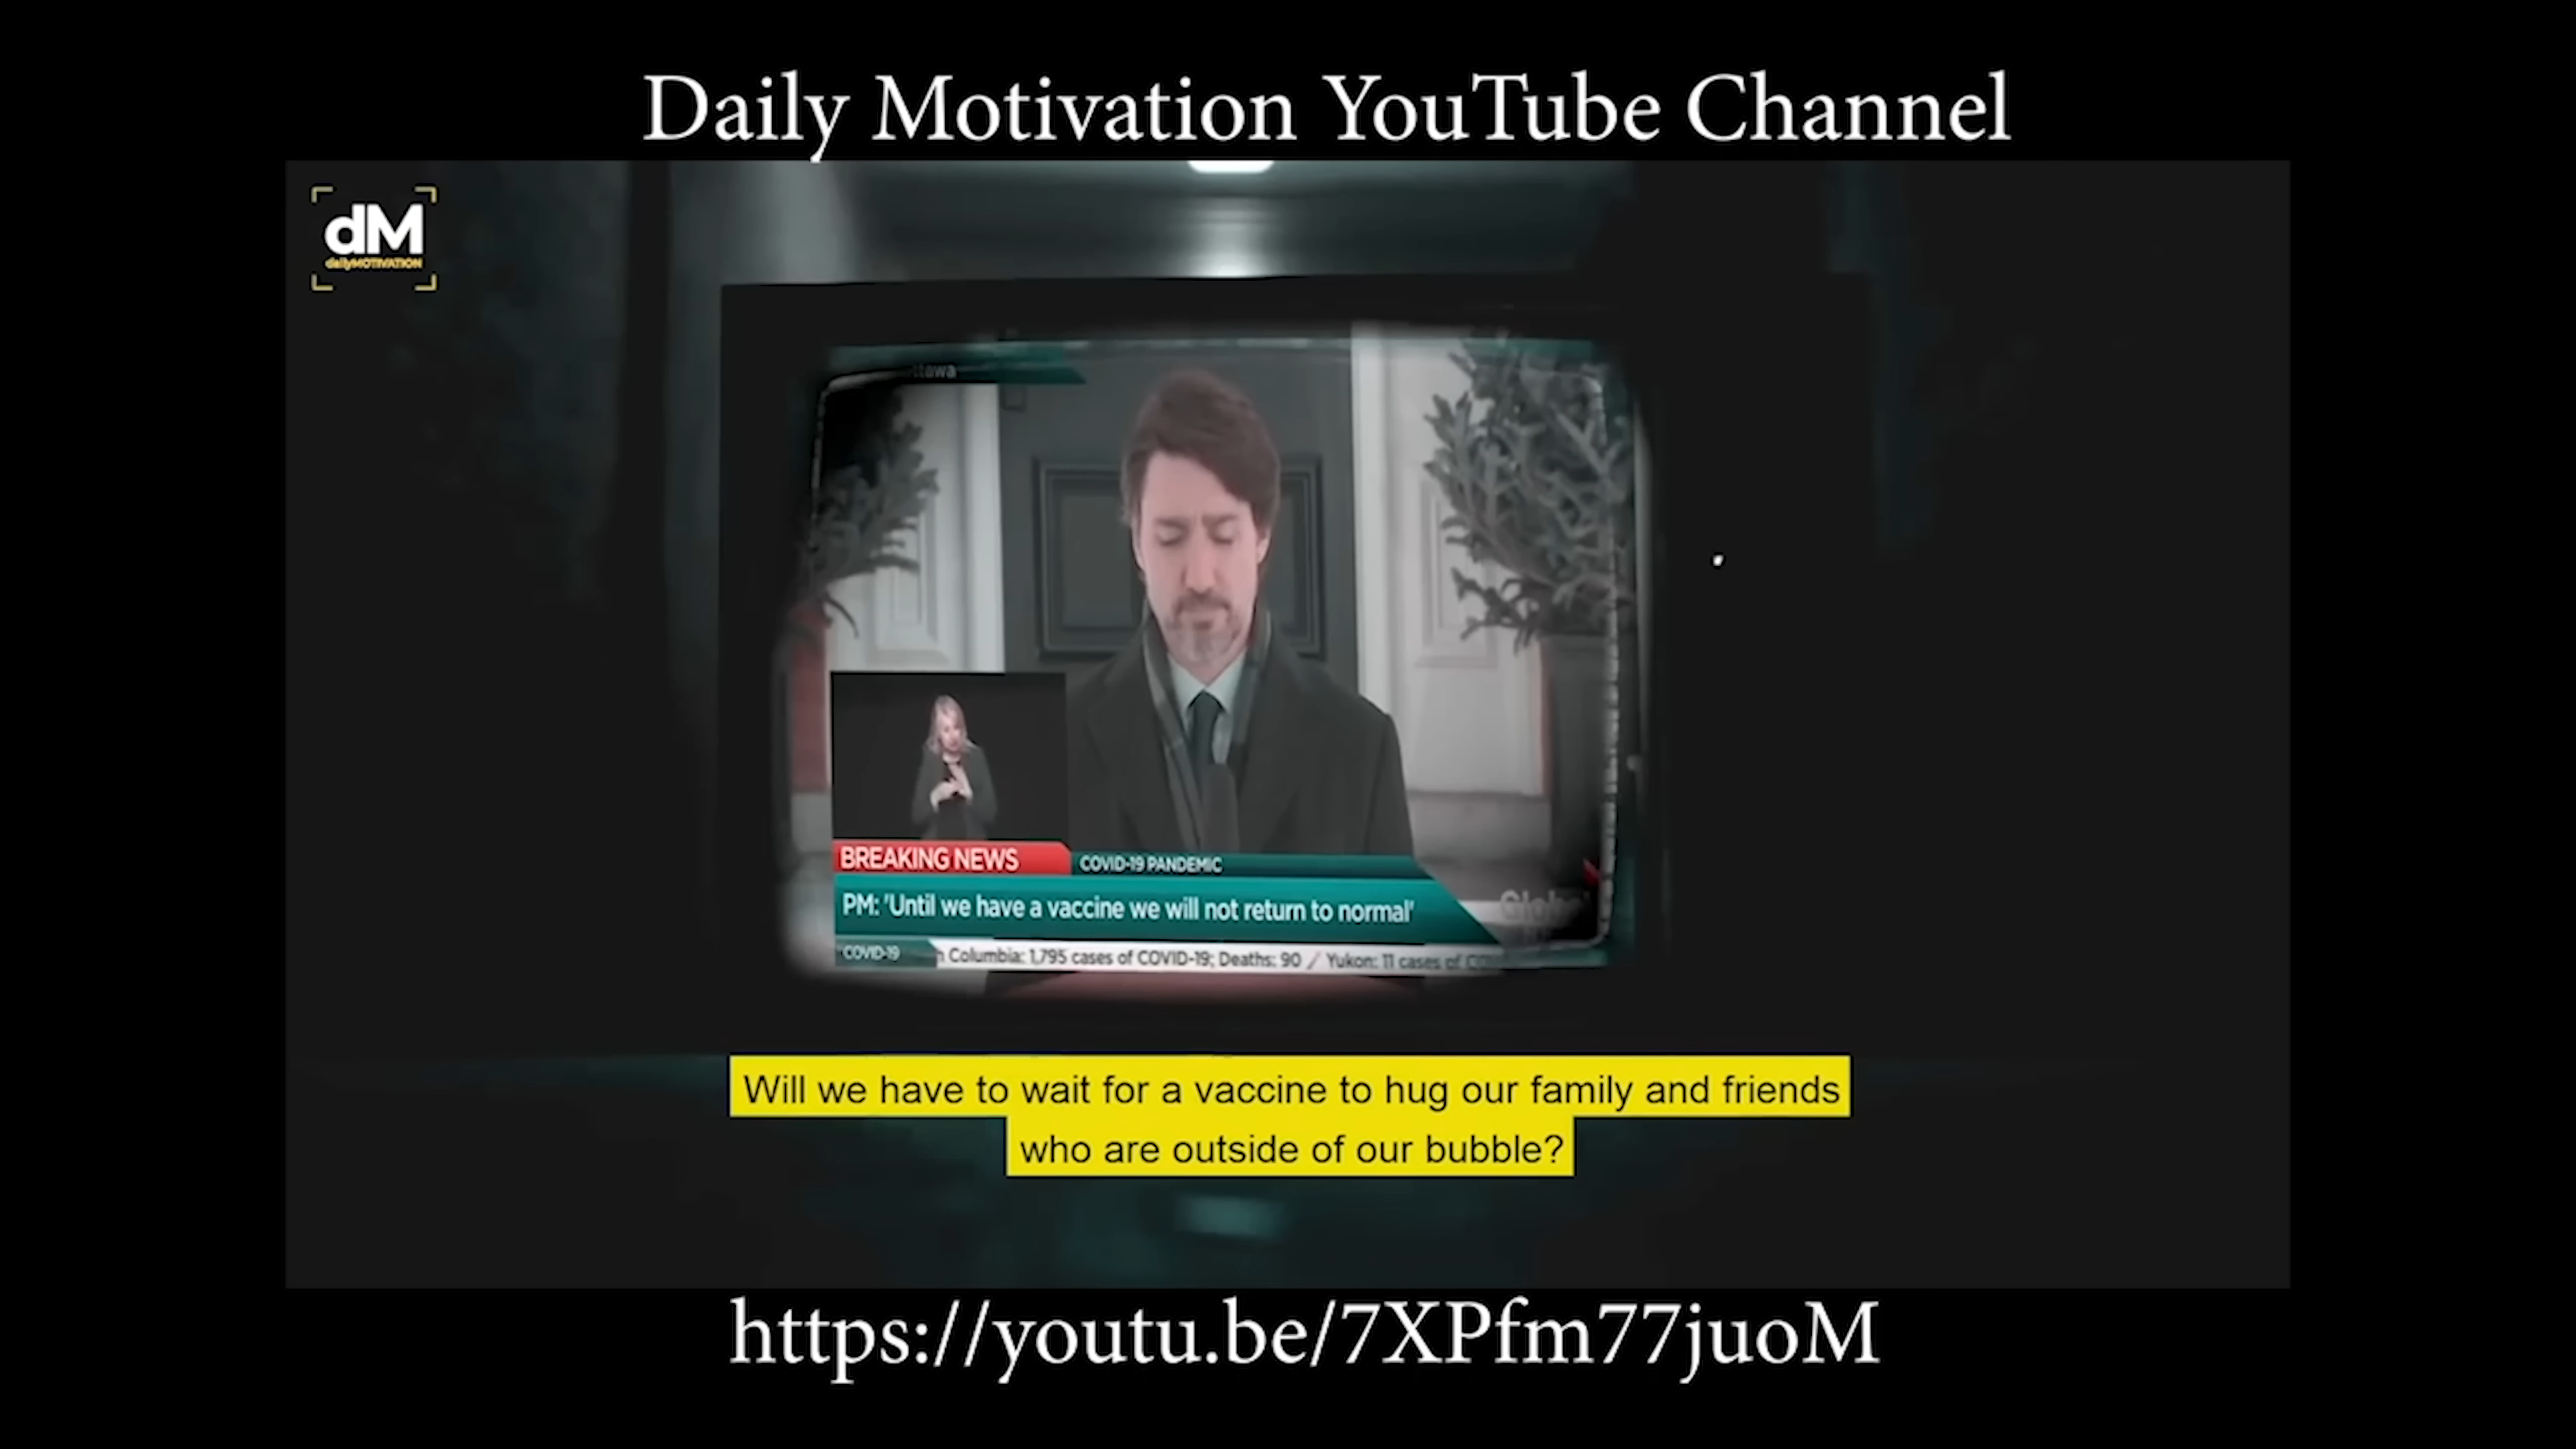 Daily Motivation YouTube Channel
dM
dailyMOTIVATION
ttawa
BREAKING NEWS
COVID-19 PANDEMIC
PM: 'Until we have a vaccine we will not return to normal'
Global
COVID-19
n Columbia: 1,795 cases of COVID-19; Deaths: 90 / Yukon: 11 cases of
Will we have to wait for a vaccine to hug our family and friends
who are outside of our bubble?
https://youtu.be/7XPfm77juoM